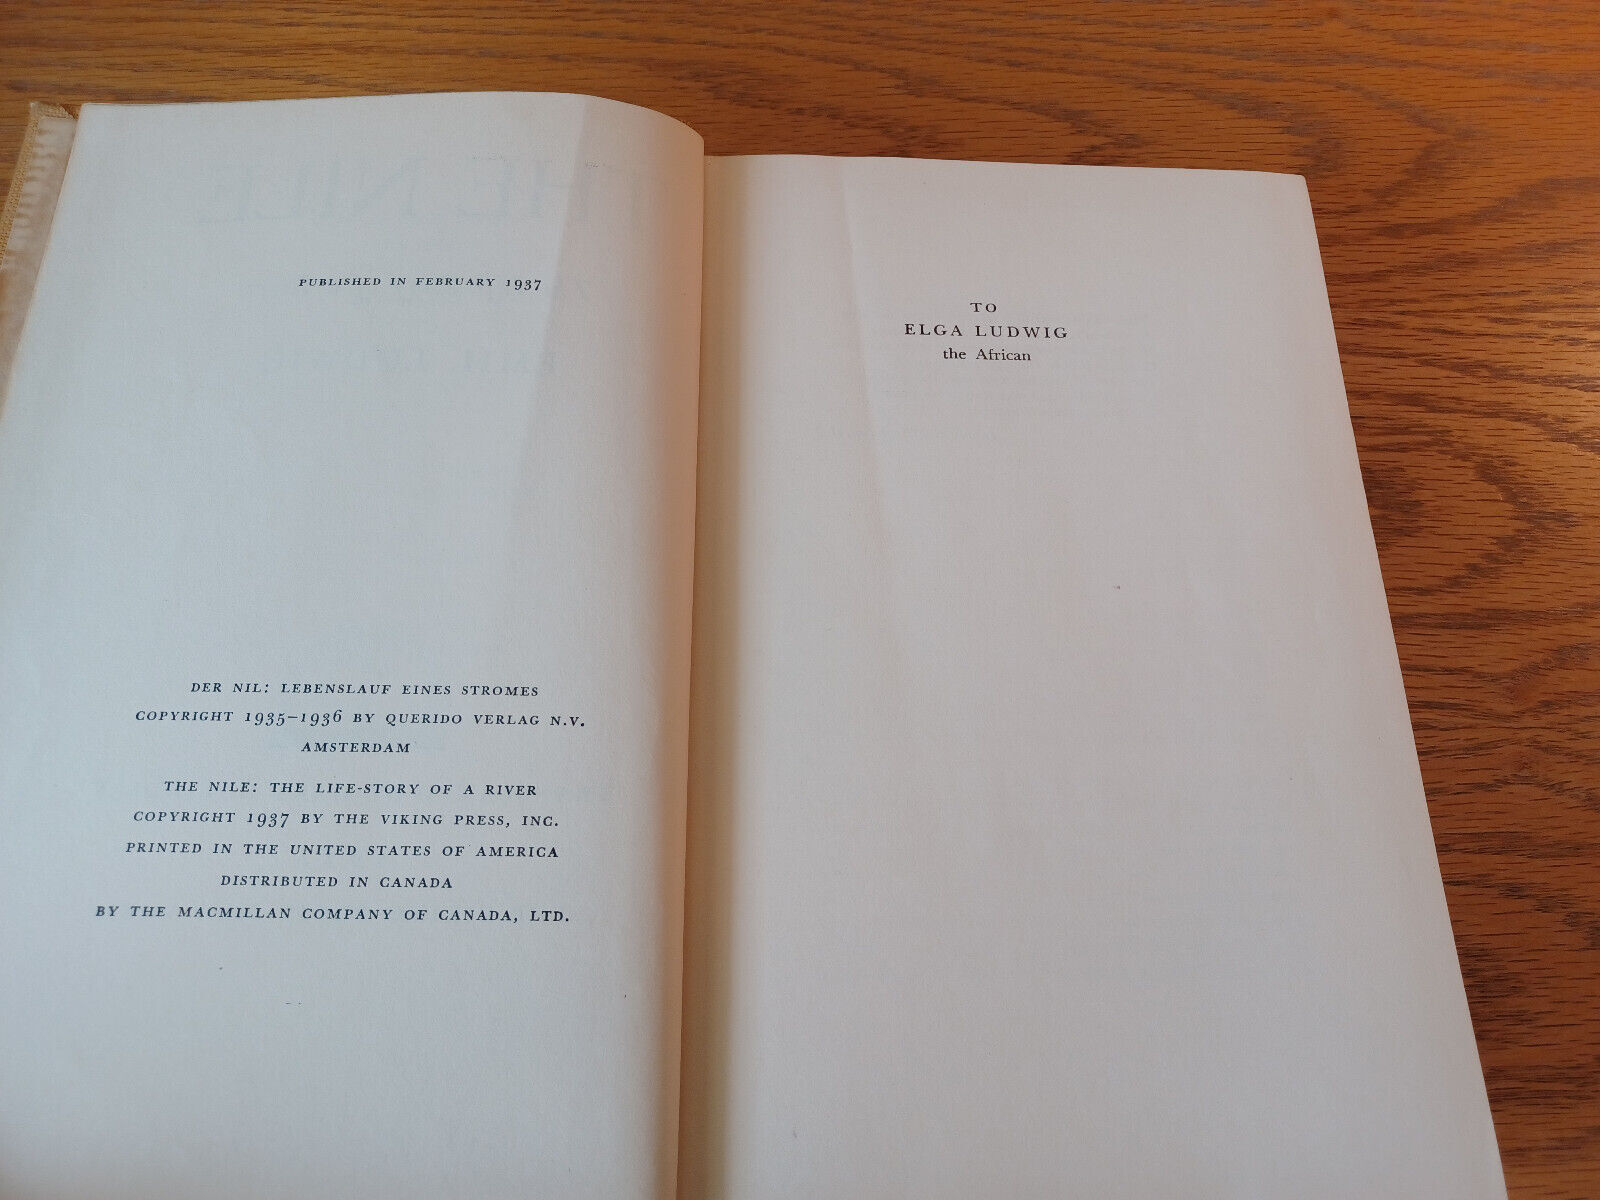 PUBLISHED IN FEBRUARY 1937
DER NIL: LEBENSLAUF EINES STROMES
COPYRIGHT 1935–1936 BY QUERIDO VERLAG N.V.
AMSTERDAM
THE NILE: THE LIFE-STORY OF A RIVER
COPYRIGHT 1937 BY THE VIKING PRESS, INC.
PRINTED IN THE UNITED STATES OF AMERICA
DISTRIBUTED IN CANADA
BY THE MACMILLAN COMPANY OF CANADA, LTD.
TO
ELGA LUDWIG
the African